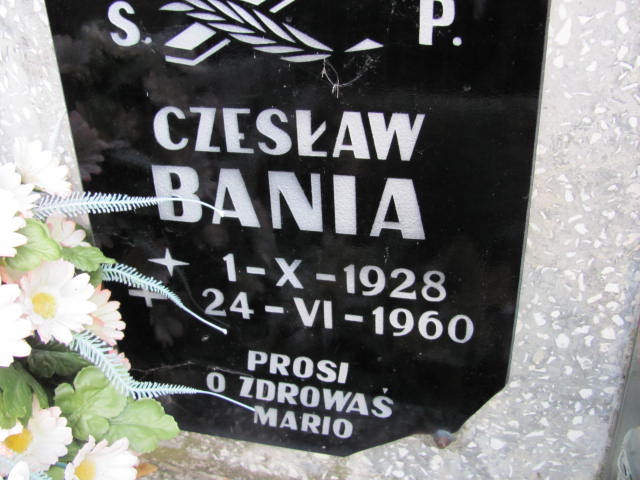 S. P.
CZESŁAW
BANIA
1-X-1928
24-VI-1960
PROSI
O ZDROWAŚ
MARIO